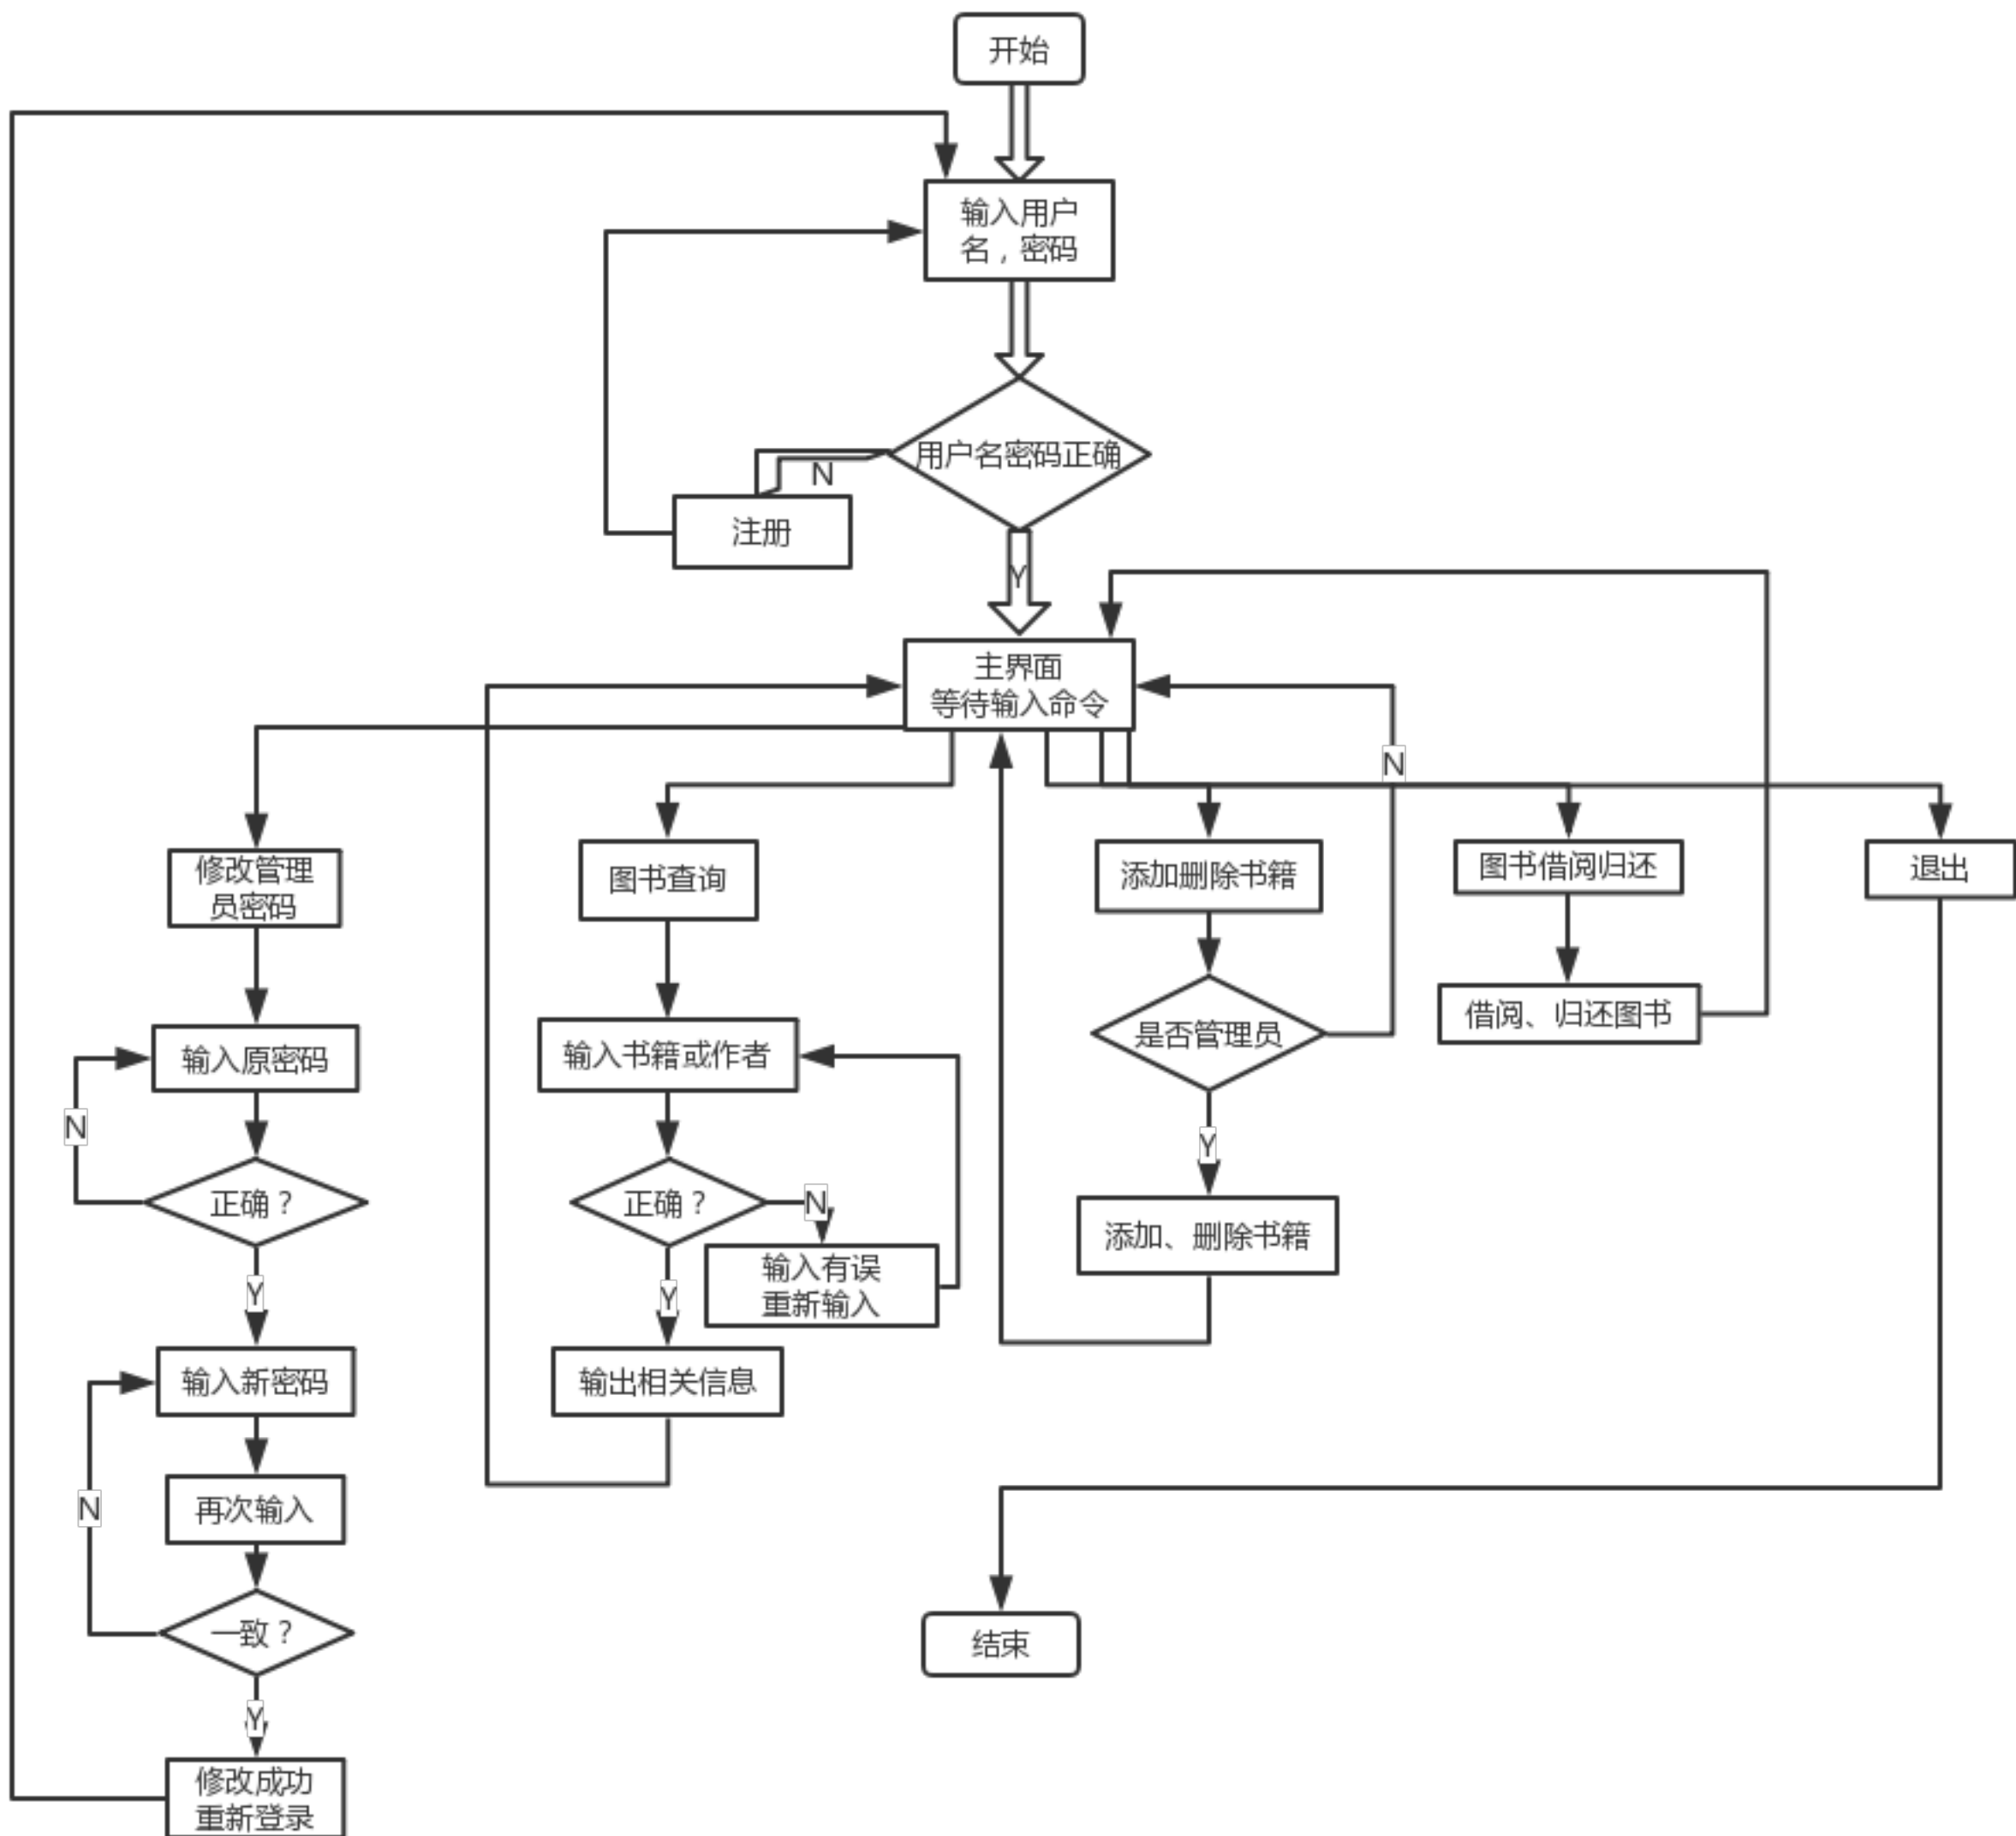 开始
输入用户
名，密码
用户名密码正确
N
注册
Y
主界面
等待输入命令
N
修改管理
员密码
图书查询
添加删除书籍
图书借阅归还
退出
输入原密码
输入书籍或作者
是否管理员
借阅、归还图书
N
Y
正确？
正确？
N
添加、删除书籍
输入有误
重新输入
Y
Y
输入新密码
输出相关信息
N
再次输入
一致？
结束
Y
修改成功
重新登录